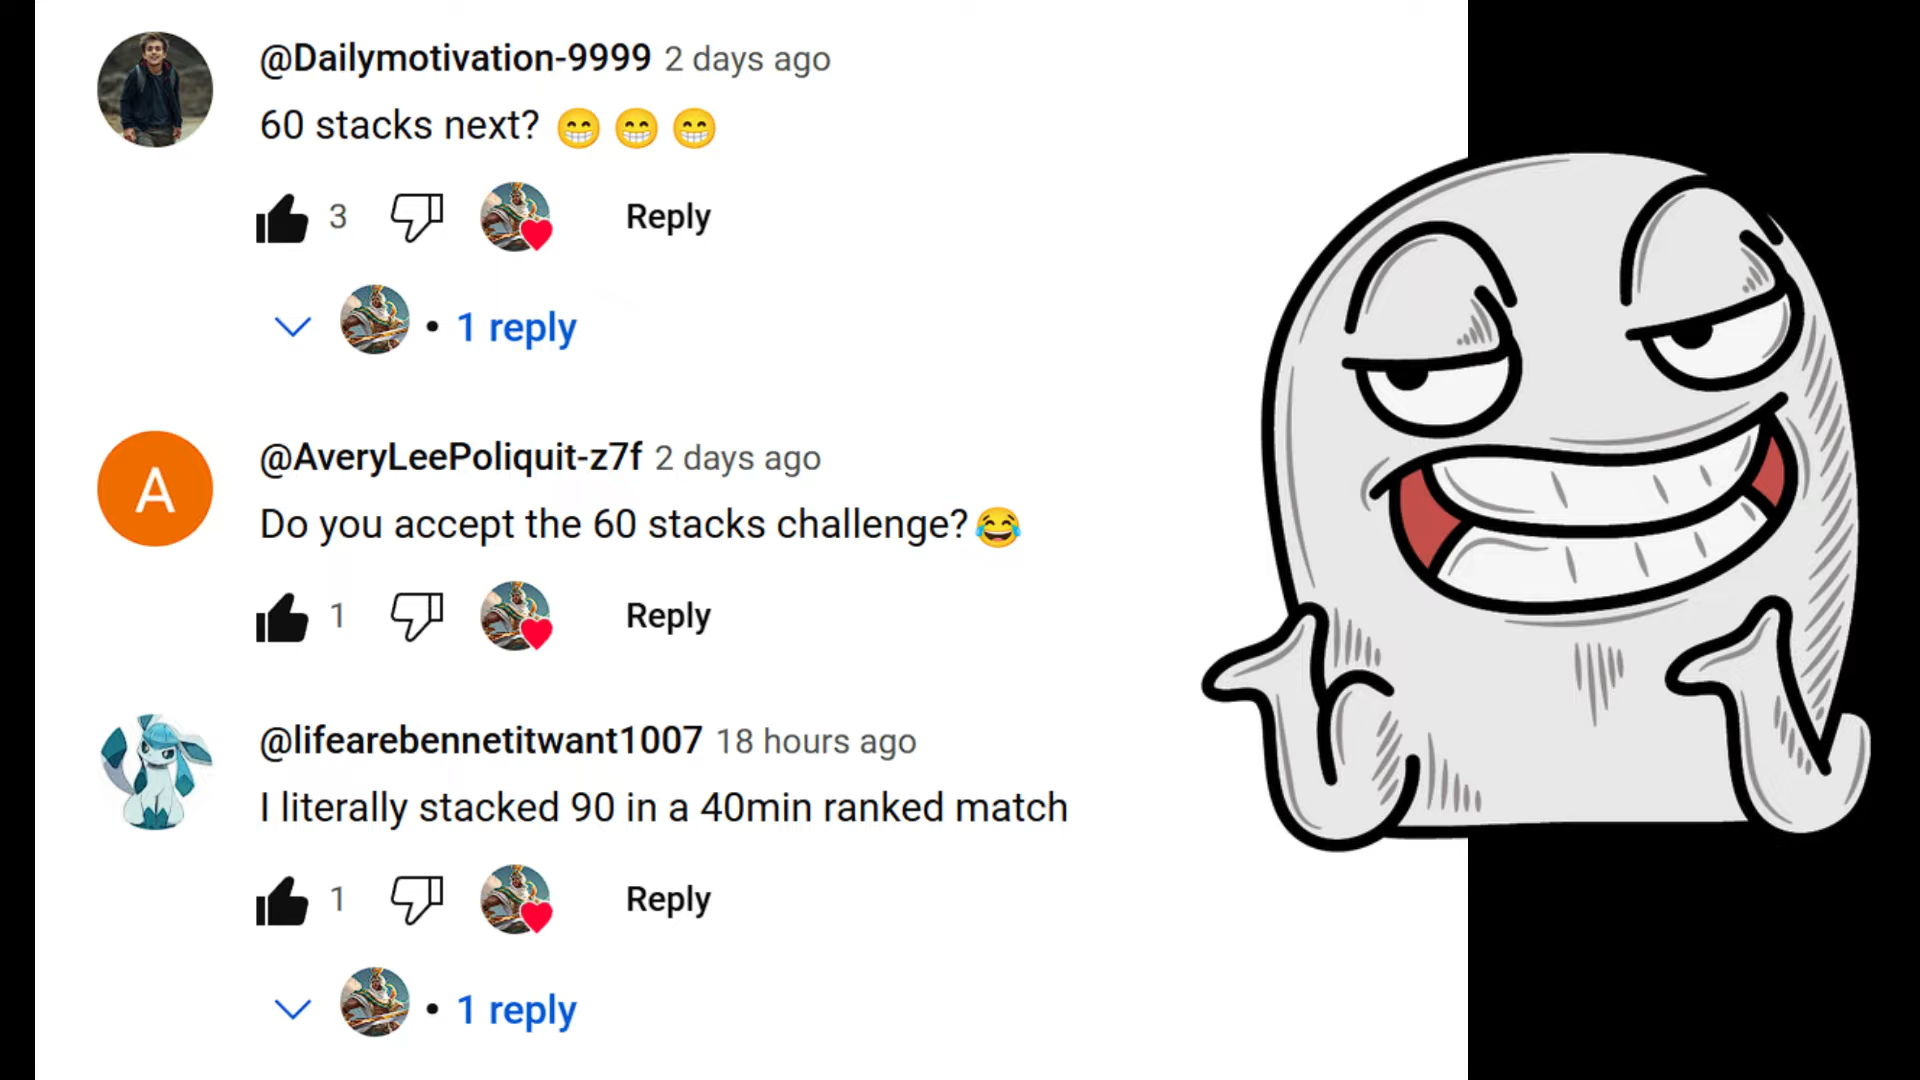 @Dailymotivation-9999 2 days ago
60 stacks next? 😁 😁 😁
3 Reply
• 1 reply
A
@AveryLeePoliquit-z7f 2 days ago
Do you accept the 60 stacks challenge?😂
1 Reply
@lifearebennetitwant1007 18 hours ago
I literally stacked 90 in a 40min ranked match
1 Reply
• 1 reply